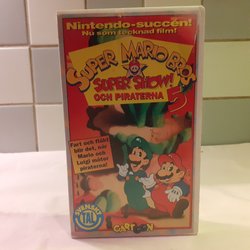 Nintendo-succén!
Nu som tecknad film!
SUPER MARIO BROS
SUPER SHOW!
OCH PIRATERNA
5
Fart och fläkt
blir det, när
Mario och
Luigi möter
piraterna!
SVENSKT
TAL
CARTOON